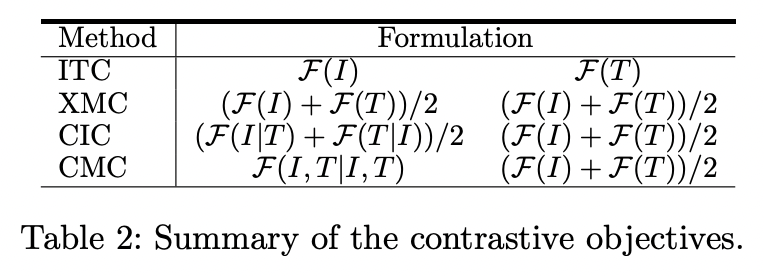 Method Formulation
ITC F(I) F(T)
XMC (F(I) + F(T))/2 (F(I) + F(T))/2
CIC (F(I|T) + F(T|I))/2 (F(I) + F(T))/2
CMC F(I, T|I, T) (F(I) + F(T))/2
Table 2: Summary of the contrastive objectives.